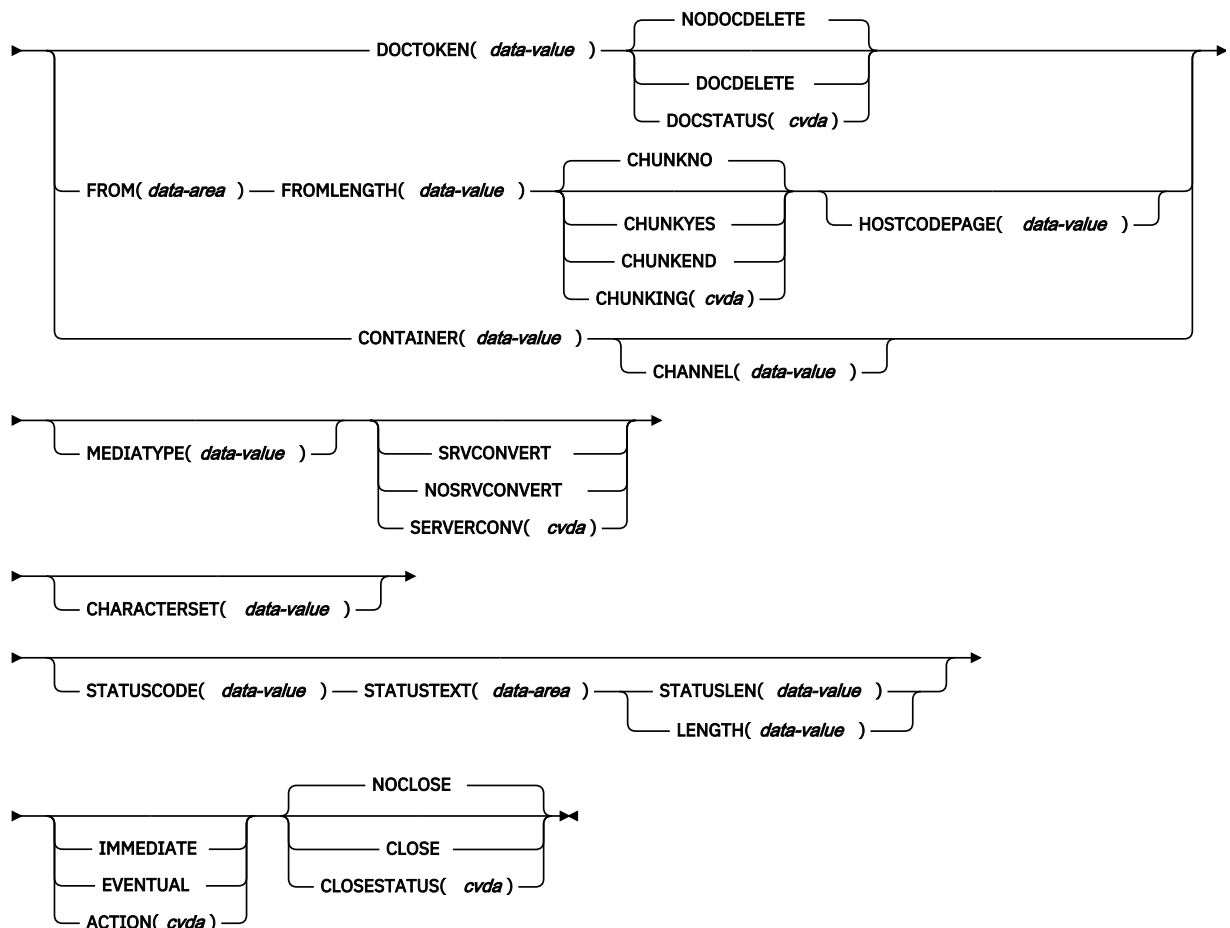 NODOCDELETE
DOCTOKEN( data-value )
DOCDELETE
DOCSTATUS( cvda )
CHUNKNO
FROM( data-area ) FROMLENGTH( data-value )
CHUNKYES
HOSTCODEPAGE( data-value )
CHUNKEND
CHUNKING( cvda )
CONTAINER( data-value )
CHANNEL( data-value )
MEDIATYPE( data-value )
SRVCONVERT
NOSRVCONVERT
SERVERCONV( cvda )
CHARACTERSET( data-value )
STATUSCODE( data-value ) STATUSTEXT( data-area ) STATUSLEN( data-value )
LENGTH( data-value )
NOCLOSE
IMMEDIATE
CLOSE
EVENTUAL
CLOSESTATUS( cvda )
ACTION( cvda )